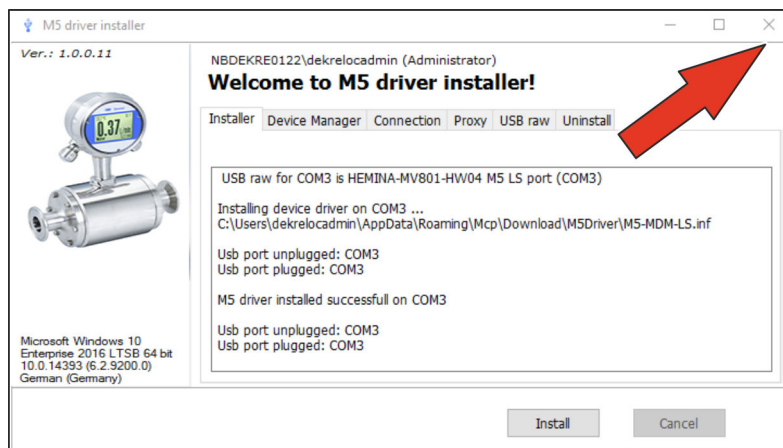 M5 driver installer
Ver.: 1.0.0.11
NBDEKRE0122\dekrelocadmin (Administrator)
Welcome to M5 driver installer!
Installer Device Manager Connection Proxy USB raw Uninstall
0.37
USB raw for COM3 is HEMINA-MV801-HW04 M5 LS port (COM3)
Installing device driver on COM3 ...
C:\Users\dekrelocadmin\AppData\Roaming\Mcp\Download\M5Driver\M5-MDM-LS.inf
Usb port unplugged: COM3
Usb port plugged: COM3
M5 driver installed successfull on COM3
Usb port unplugged: COM3
Usb port plugged: COM3
Microsoft Windows 10
Enterprise 2016 LTSB 64 bit
10.0.14393 (6.2.9200.0)
German (Germany)
Install Cancel